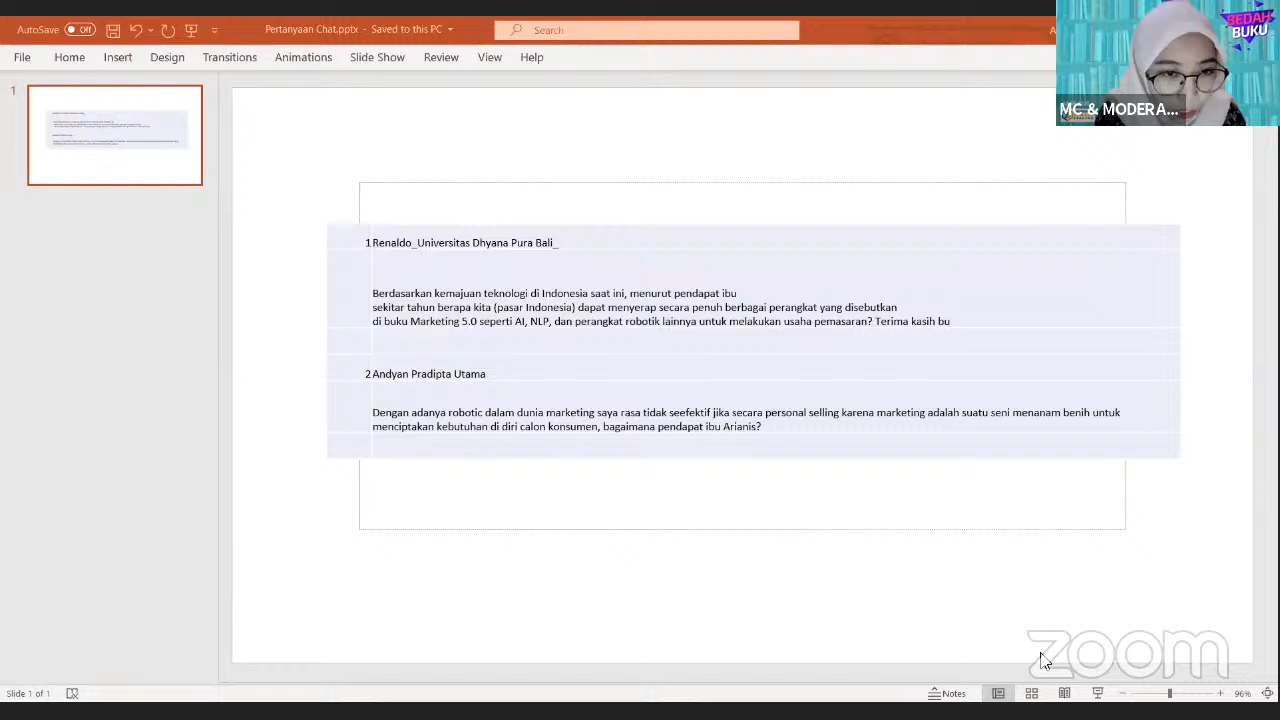 AutoSave Off Pertanyaan Chat.pptx - Saved to this PC Search
BEDAH
BUKU
File Home Insert Design Transitions Animations Slide Show Review View Help
MC & MODERA...
1
1 Renaldo_Universitas Dhyana Pura Bali_
Berdasarkan kemajuan teknologi di Indonesia saat ini, menurut pendapat ibu
sekitar tahun berapa kita (pasar Indonesia) dapat menyerap secara penuh berbagai perangkat yang disebutkan
di buku Marketing 5.0 seperti AI, NLP, dan perangkat robotik lainnya untuk melakukan usaha pemasaran? Terima kasih bu
2 Andyan Pradipta Utama
Dengan adanya robotic dalam dunia marketing saya rasa tidak seefektif jika secara personal selling karena marketing adalah suatu seni menanam benih untuk
menciptakan kebutuhan di diri calon konsumen, bagaimana pendapat ibu Arianis?
zoom
Slide 1 of 1 Notes 96%